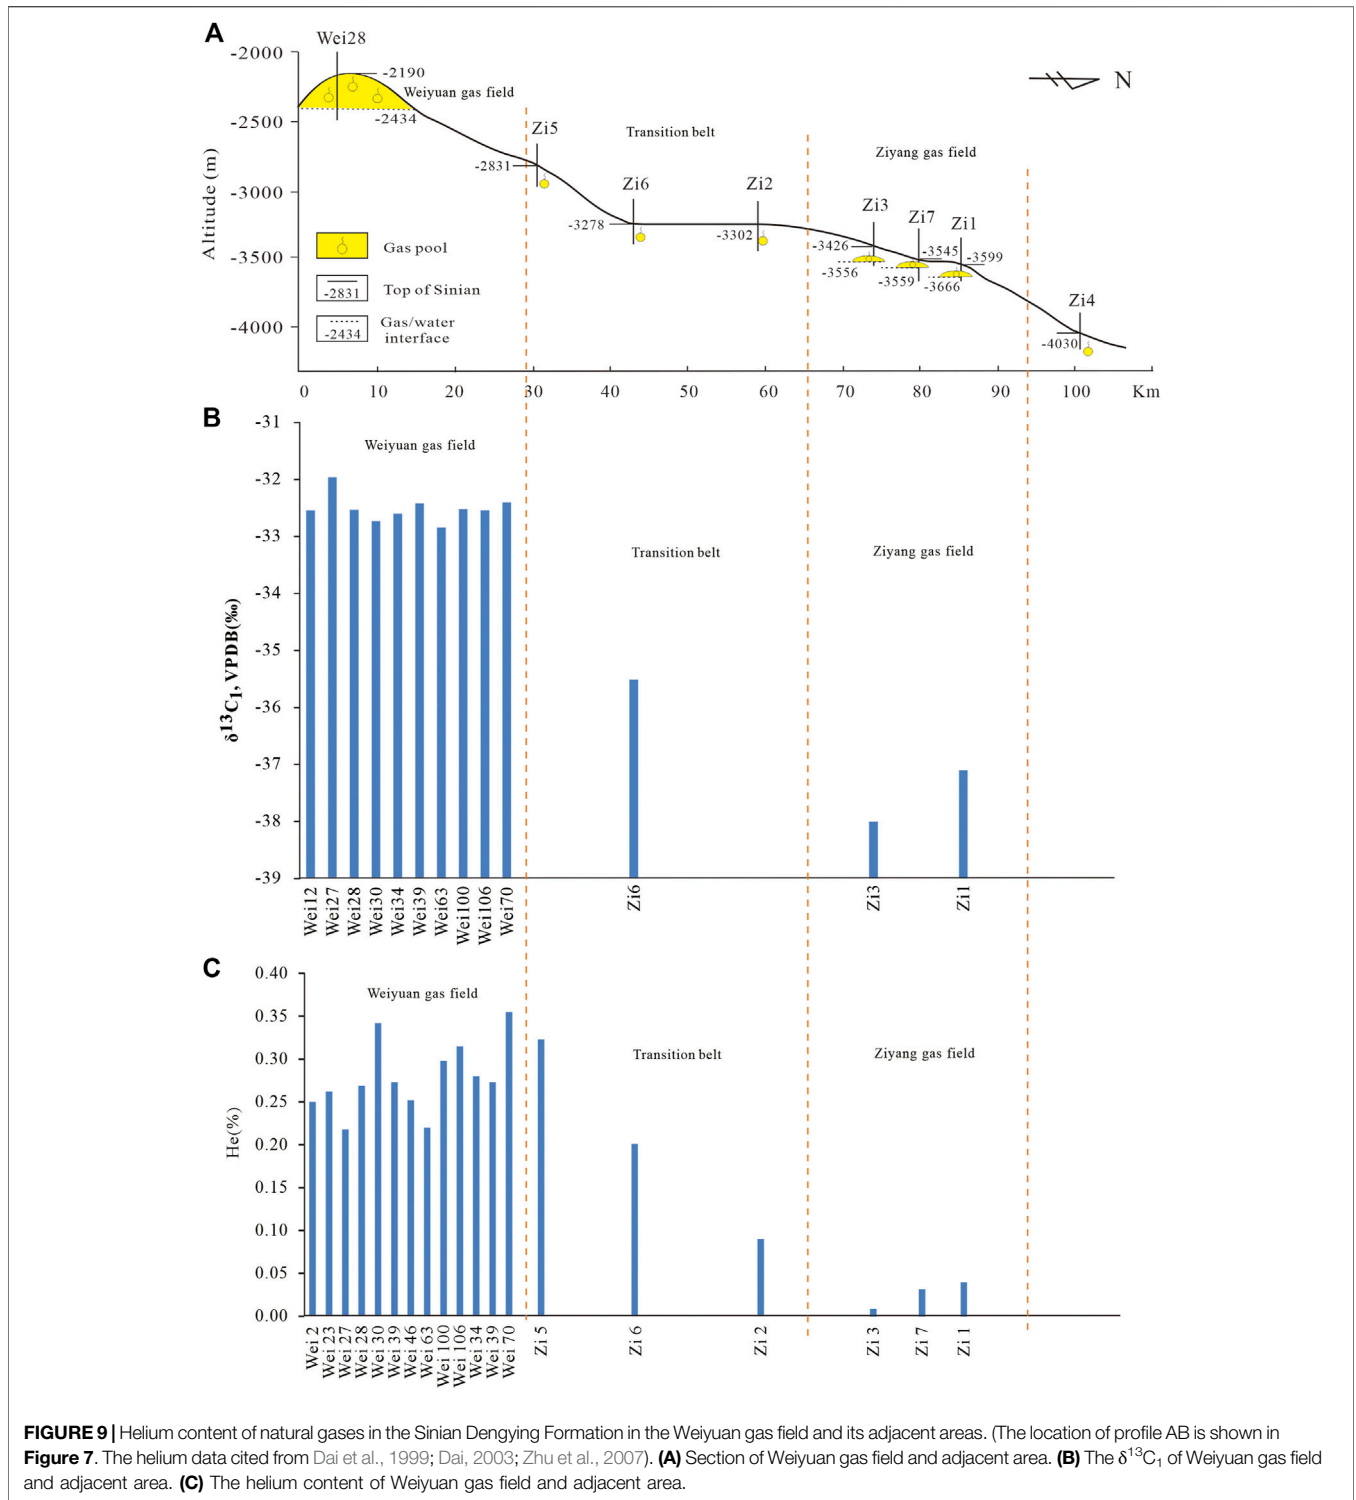 A
Wei28
-2000
-2190
Weiyuan gas field
-2434
-2500
Zi5
Transition belt
N
Ziyang gas field
-2831
Zi6
Zi2
-3000
Zi3
Zi7
Zi1
-3278
-3302
-3426
-3545
-3599
Gas pool
-3500
-3556
-3559
-3666
-2831
Top of Sinian
Zi4
-4000
-2434
Gas/water
interface
-4030
Altitude (m)
0 10 20 30 40 50 60 70 80 90 100 Km
B
-31
Weiyuan gas field
-32
-33
Transition belt
Ziyang gas field
-34
-35
-36
-37
-38
-39
δ¹³C₁, VPDB(‰)
Wei12 Wei27 Wei28 Wei30 Wei34 Wei39 Wei63 Wei100 Wei106 Wei70 Zi6 Zi3 Zi1
C
0.40
Weiyuan gas field
0.35
0.30
Transition belt
Ziyang gas field
0.25
0.20
0.15
0.10
0.05
0.00
He(%)
Wei 2 Wei 23 Wei 27 Wei 28 Wei 30 Wei 39 Wei 46 Wei 63 Wei 100 Wei 106 Wei 34 Wei 39 Wei 70 Zi 5 Zi 6 Zi 2 Zi 3 Zi 7 Zi 1
FIGURE 9 | Helium content of natural gases in the Sinian Dengying Formation in the Weiyuan gas field and its adjacent areas. (The location of profile AB is shown in
Figure 7. The helium data cited from Dai et al., 1999; Dai, 2003; Zhu et al., 2007). (A) Section of Weiyuan gas field and adjacent area. (B) The δ¹³C₁ of Weiyuan gas field
and adjacent area. (C) The helium content of Weiyuan gas field and adjacent area.